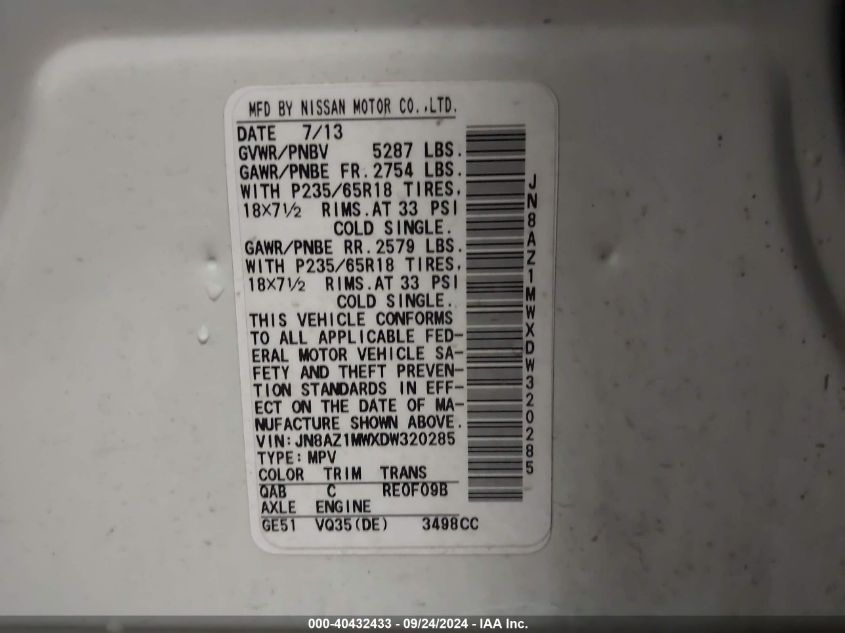 MFD BY NISSAN MOTOR CO.,LTD.
DATE 7/13
GVWR/PNBV 5287 LBS.
GAWR/PNBE FR. 2754 LBS.
WITH P235/65R18 TIRES,
18X7½ RIMS. AT 33 PSI
COLD SINGLE.
GAWR/PNBE RR. 2579 LBS.
WITH P235/65R18 TIRES,
18X7½ RIMS. AT 33 PSI
COLD SINGLE.
THIS VEHICLE CONFORMS
TO ALL APPLICABLE FED-
ERAL MOTOR VEHICLE SA-
FETY AND THEFT PREVEN-
TION STANDARDS IN EFF-
ECT ON THE DATE OF MA-
NUFACTURE SHOWN ABOVE.
VIN: JN8AZ1MWXDW320285
TYPE: MPV
COLOR TRIM TRANS
QAB C RE0F09B
AXLE ENGINE
GE51 VQ35(DE) 3498CC
JN8AZ1MWXDW320285
000-40432433 - 09/24/2024 - IAA Inc.